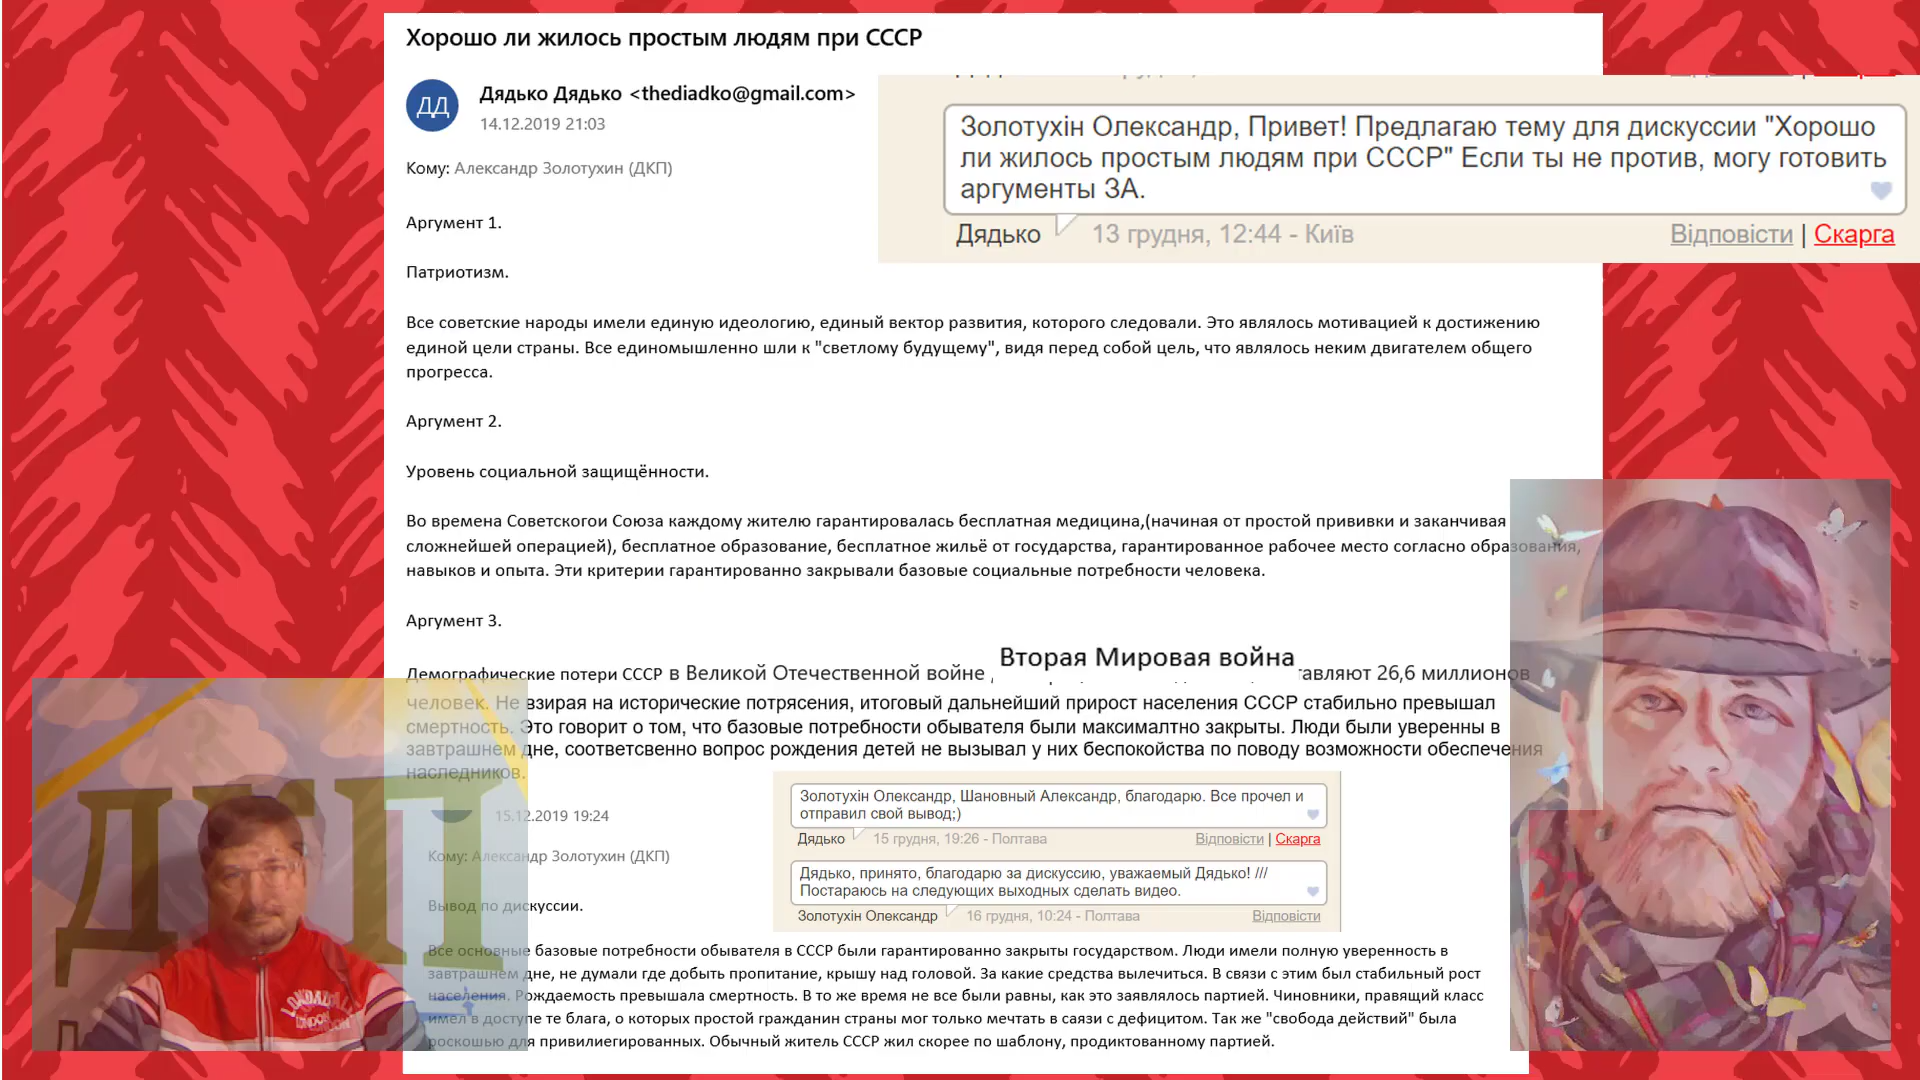 Хорошо ли жилось простым людям при СССР
ДД
Дядько Дядько <thediadko@gmail.com>
14.12.2019 21:03
Кому: Александр Золотухин (ДКП)
Золотухін Олександр, Привет! Предлагаю тему для дискуссии "Хорошо
ли жилось простым людям при СССР" Если ты не против, могу готовить
аргументы ЗА.
Дядько 13 грудня, 12:44 - Київ Відповісти | Скарга
Аргумент 1.
Патриотизм.
Все советские народы имели единую идеологию, единый вектор развития, которого следовали. Это являлось мотивацией к достижению
единой цели страны. Все единомышленно шли к "светлому будущему", видя перед собой цель, что являлось неким двигателем общего
прогресса.
Аргумент 2.
Уровень социальной защищённости.
Во времена Советскогои Союза каждому жителю гарантировалась бесплатная медицина,(начиная от простой прививки и заканчивая
сложнейшей операцией), бесплатное образование, бесплатное жильё от государства, гарантированное рабочее место согласно образования,
навыков и опыта. Эти критерии гарантированно закрывали базовые социальные потребности человека.
Аргумент 3.
Вторая Мировая война
Демографические потери СССР в Великой Отечественной войне тавляют 26,6 миллионов
человек. Не взирая на исторические потрясения, итоговый дальнейший прирост населения СССР стабильно превышал
смертность. Это говорит о том, что базовые потребности обывателя были максималтно закрыты. Люди были уверенны в
завтрашнем дне, соответсвенно вопрос рождения детей не вызывал у них беспокойства по поводу возможности обеспечения
наследников.
15.12.2019 19:24
Кому: Александр Золотухин (ДКП)
Золотухін Олександр, Шановный Александр, благодарю. Все прочел и
отправил свой вывод;)
Дядько 15 грудня, 19:26 - Полтава Відповісти | Скарга
Дядько, принято, благодарю за дискуссию, уважаемый Дядько! ///
Постараюсь на следующих выходных сделать видео.
Золотухін Олександр 16 грудня, 10:24 - Полтава Відповісти
Вывод по дискуссии.
Все основные базовые потребности обывателя в СССР были гарантированно закрыты государством. Люди имели полную уверенность в
завтрашнем дне, не думали где добыть пропитание, крышу над головой. За какие средства вылечиться. В связи с этим был стабильный рост
населения. Рождаемость превышала смертность. В то же время не все были равны, как это заявлялось партией. Чиновники, правящий класс
имел в доступе те блага, о которых простой гражданин страны мог только мечтать в связи с дефицитом. Так же "свобода действий" была
роскошью для привилиегированных. Обычный житель СССР жил скорее по шаблону, продиктованному партией.
ДКП
LONSDALE
LONDON